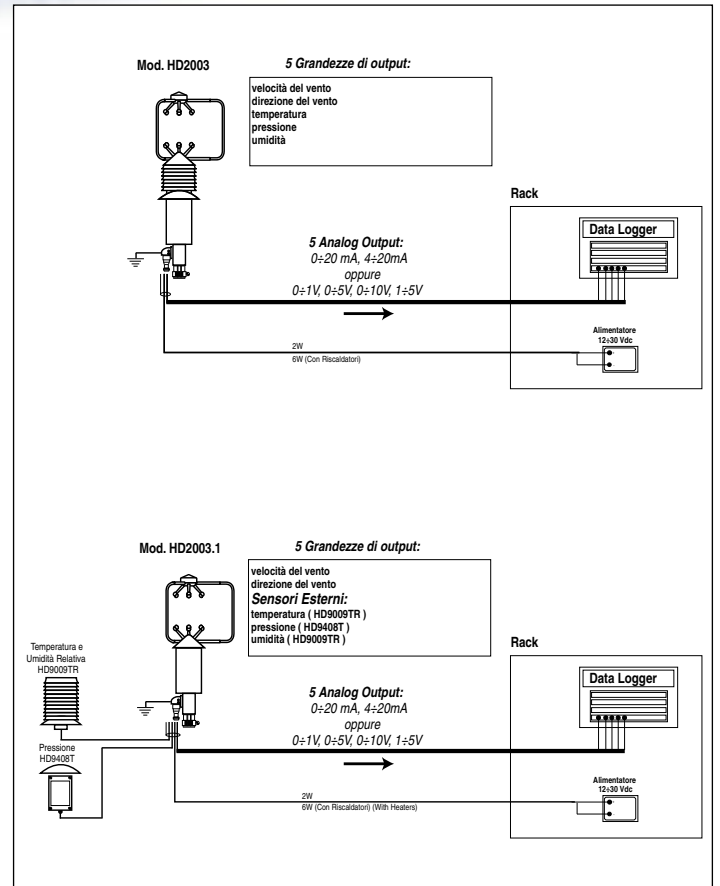 Mod. HD2003
5 Grandezze di output:
velocità del vento
direzione del vento
temperatura
pressione
umidità
Rack
Data Logger
5 Analog Output:
0÷20 mA, 4÷20mA
oppure
0÷1V, 0÷5V, 0÷10V, 1÷5V
Alimentatore
12÷30 Vdc
2W
6W (Con Riscaldatori)
Mod. HD2003.1
5 Grandezze di output:
velocità del vento
direzione del vento
Sensori Esterni:
temperatura ( HD9009TR )
pressione ( HD9408T )
umidità ( HD9009TR )
Rack
Temperatura e
Umidità Relativa
HD9009TR
Data Logger
5 Analog Output:
0÷20 mA, 4÷20mA
oppure
0÷1V, 0÷5V, 0÷10V, 1÷5V
Pressione
HD9408T
Alimentatore
12÷30 Vdc
2W
6W (Con Riscaldatori) (With Heaters)